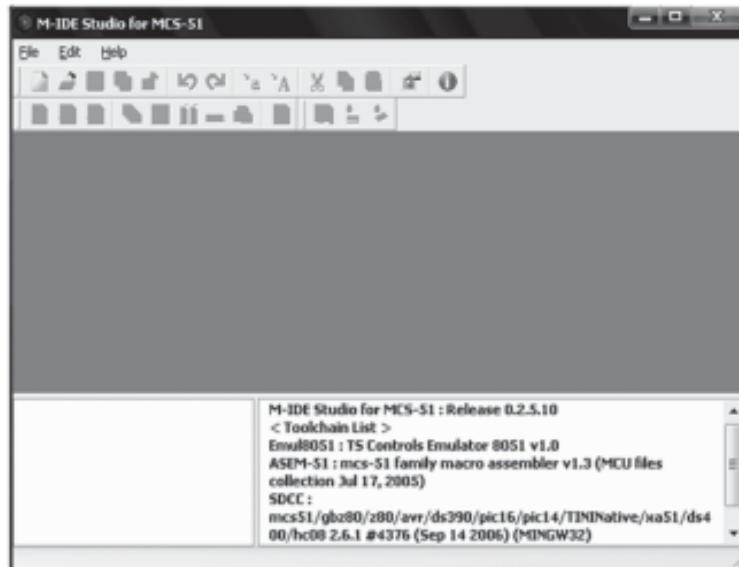 M-IDE Studio for MCS-51
File Edit Help
M-IDE Studio for MCS-51 : Release 0.2.5.10
< Toolchain List >
Emul8051 : TS Controls Emulator 8051 v1.0
ASEM-51 : mcs-51 family macro assembler v1.3 (MCU files
collection Jul 17, 2005)
SDCC :
mcs51/gbz80/z80/avr/ds390/pic16/pic14/TININative/xa51/ds4
00/hc08 2.6.1 #4376 (Sep 14 2006) (MINGW32)